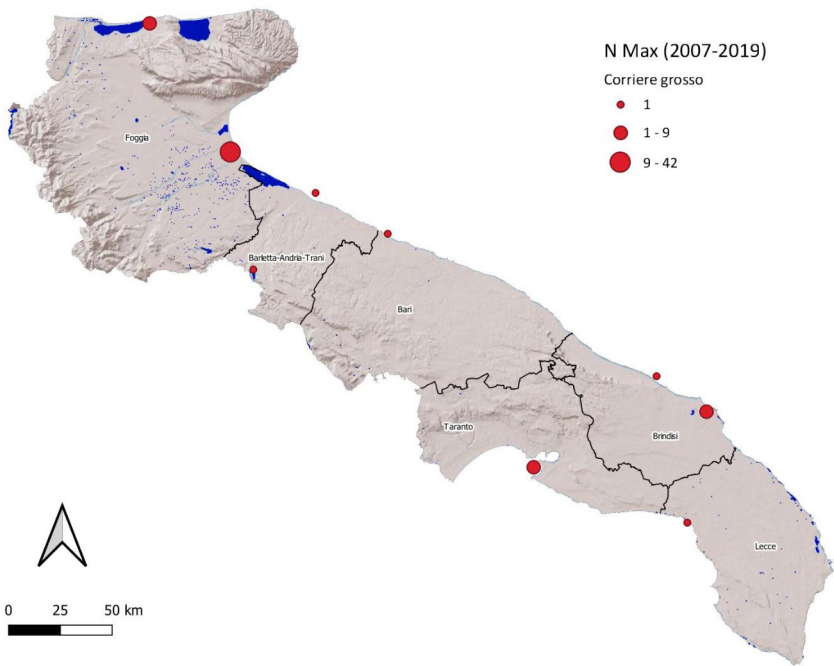 N Max (2007-2019)
Corriere grosso
1
1 - 9
9 - 42
Foggia
Barletta-Andria-Trani
Bari
Taranto
Brindisi
Lecce
0 25 50 km